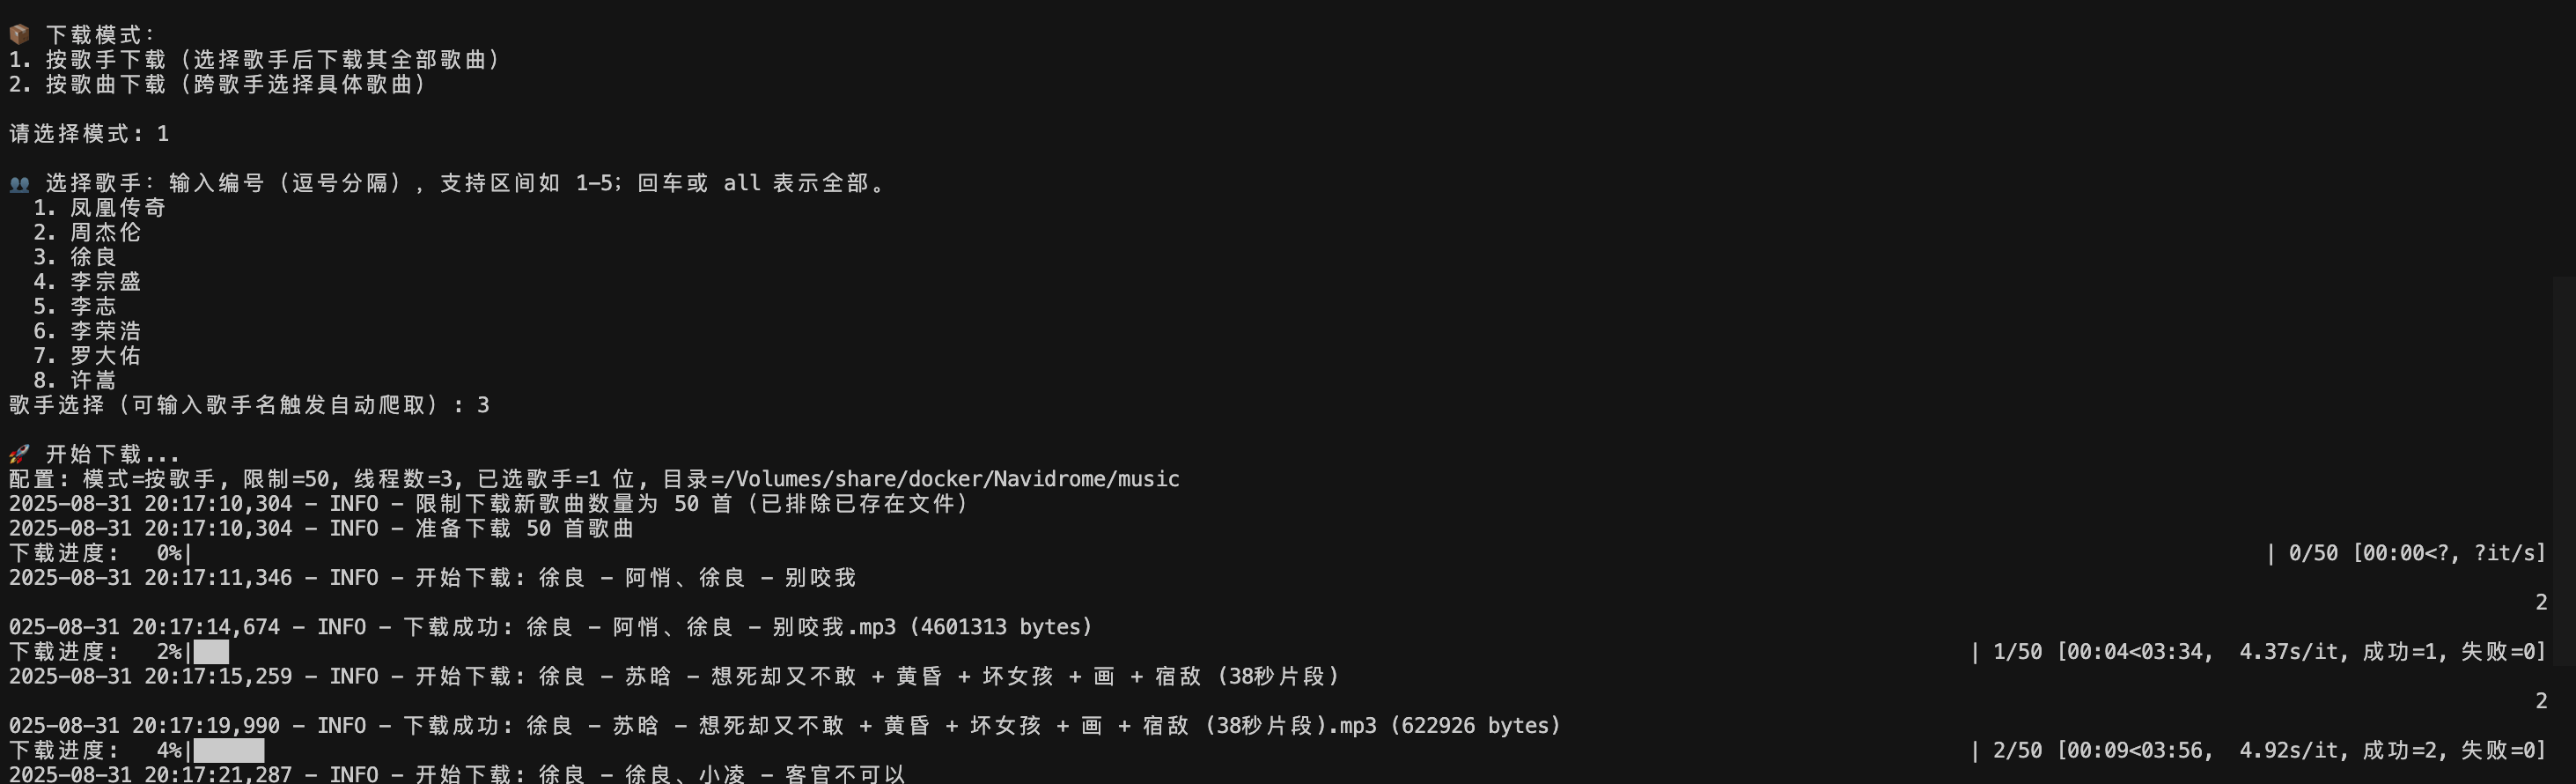 📦 下载模式：
1. 按歌手下载（选择歌手后下载其全部歌曲）
2. 按歌曲下载（跨歌手选择具体歌曲）
请选择模式: 1
👥 选择歌手：输入编号（逗号分隔），支持区间如 1-5；回车或 all 表示全部。
1. 凤凰传奇
2. 周杰伦
3. 徐良
4. 李宗盛
5. 李志
6. 李荣浩
7. 罗大佑
8. 许嵩
歌手选择（可输入歌手名触发自动爬取）: 3
🚀 开始下载...
配置: 模式=按歌手, 限制=50, 线程数=3, 已选歌手=1 位, 目录=/Volumes/share/docker/Navidrome/music
2025-08-31 20:17:10,304 - INFO - 限制下载新歌曲数量为 50 首（已排除已存在文件）
2025-08-31 20:17:10,304 - INFO - 准备下载 50 首歌曲
下载进度:   0%| | 0/50 [00:00<?, ?it/s]
2025-08-31 20:17:11,346 - INFO - 开始下载: 徐良 - 阿悄、徐良 - 别咬我
2
025-08-31 20:17:14,674 - INFO - 下载成功: 徐良 - 阿悄、徐良 - 别咬我.mp3 (4601313 bytes)
下载进度:   2%| | 1/50 [00:04<03:34,  4.37s/it, 成功=1, 失败=0]
2025-08-31 20:17:15,259 - INFO - 开始下载: 徐良 - 苏晗 - 想死却又不敢 + 黄昏 + 坏女孩 + 画 + 宿敌 (38秒片段)
2
025-08-31 20:17:19,990 - INFO - 下载成功: 徐良 - 苏晗 - 想死却又不敢 + 黄昏 + 坏女孩 + 画 + 宿敌 (38秒片段).mp3 (622926 bytes)
下载进度:   4%| | 2/50 [00:09<03:56,  4.92s/it, 成功=2, 失败=0]
2025-08-31 20:17:21,287 - INFO - 开始下载: 徐良 - 徐良、小凌 - 客官不可以